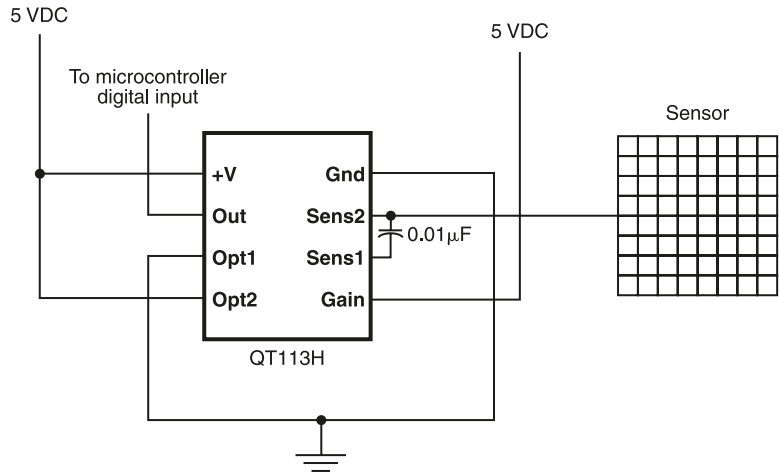 5 VDC
To microcontroller
digital input
5 VDC
Sensor
+V
Gnd
Out
Sens2
0.01μF
Opt1
Sens1
Opt2
Gain
QT113H